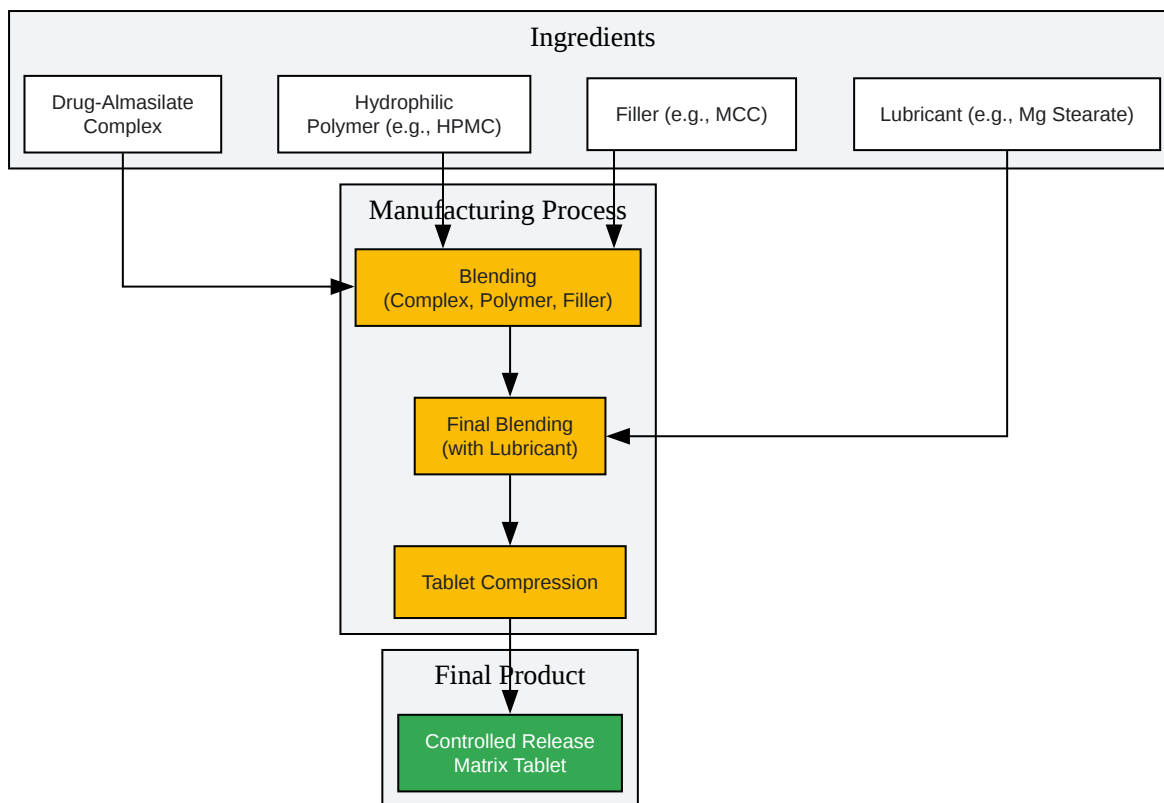 Ingredients
Drug-Almasilate
Complex
Hydrophilic
Polymer (e.g., HPMC)
Filler (e.g., MCC)
Lubricant (e.g., Mg Stearate)
Manufacturing Process
Blending
(Complex, Polymer, Filler)
Final Blending
(with Lubricant)
Tablet Compression
Final Product
Controlled Release
Matrix Tablet